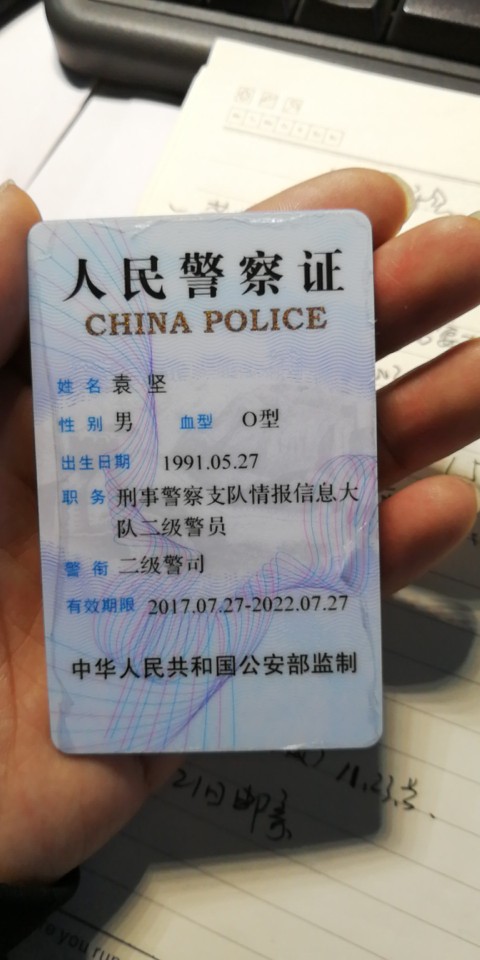 人民警察证
CHINA POLICE
姓名 袁坚
性别 男 血型 O型
出生日期 1991.05.27
职务 刑事警察支队情报信息大
队二级警员
警衔 二级警司
有效期限 2017.07.27-2022.07.27
中华人民共和国公安部监制